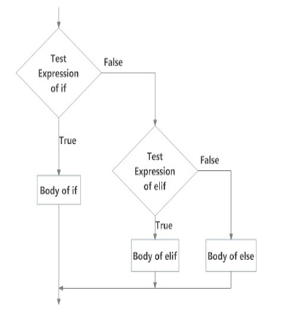 Test
Expression
of if
False
True
Body of if
Test
Expression
of elif
False
True
Body of elif
Body of else